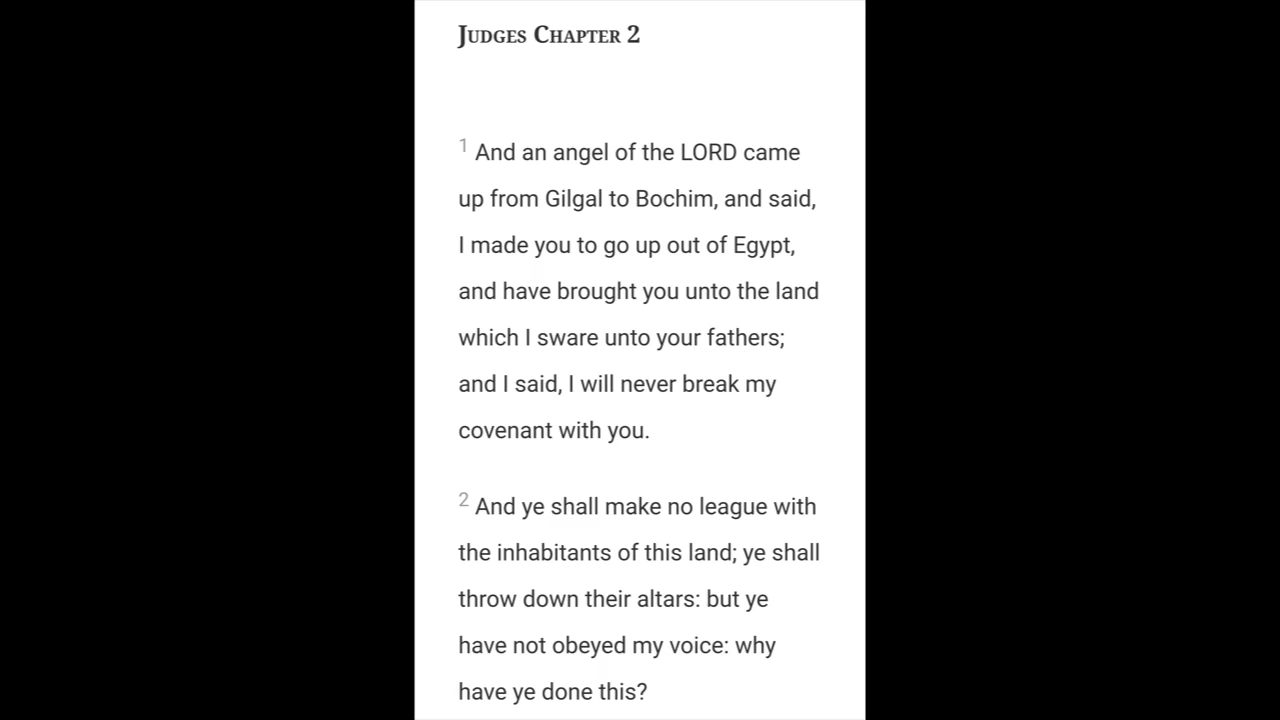 Judges Chapter 2
1 And an angel of the LORD came
up from Gilgal to Bochim, and said,
I made you to go up out of Egypt,
and have brought you unto the land
which I sware unto your fathers;
and I said, I will never break my
covenant with you.
2 And ye shall make no league with
the inhabitants of this land; ye shall
throw down their altars: but ye
have not obeyed my voice: why
have ye done this?